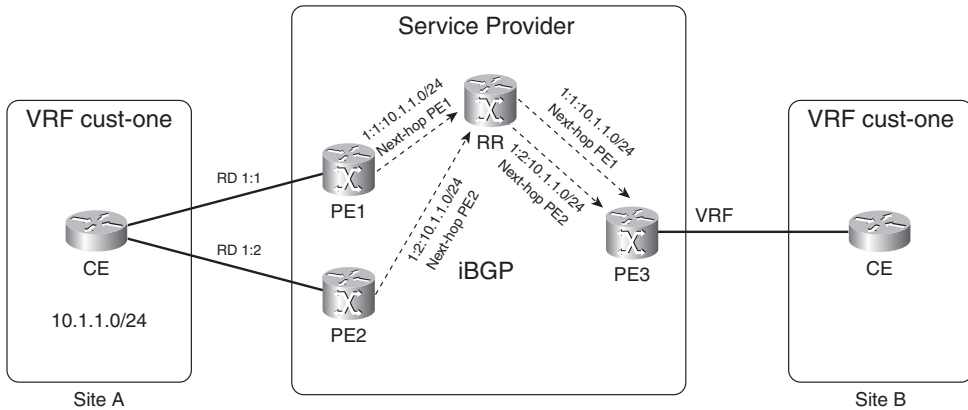 Service Provider
VRF cust-one
VRF cust-one
1:1:10.1.1.0/24
Next-hop PE1
RR
1:1:10.1.1.0/24
Next-hop PE1
RD 1:1
PE1
1:2:10.1.1.0/24
Next-hop PE2
1:2:10.1.1.0/24
Next-hop PE2
VRF
CE
RD 1:2
iBGP
PE3
CE
10.1.1.0/24
PE2
Site A
Site B